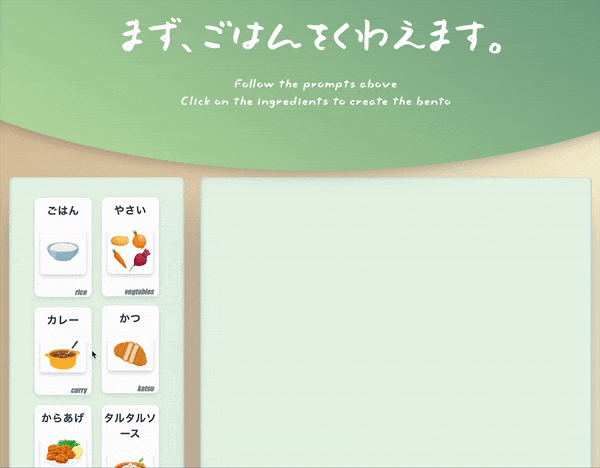 まず、ごはんをくわえます。
Follow the prompts above
Click on the ingredients to create the bento
ごはん
rice
やさい
vegtables
カレー
curry
かつ
katsu
からあげ
タルタルソ
ース